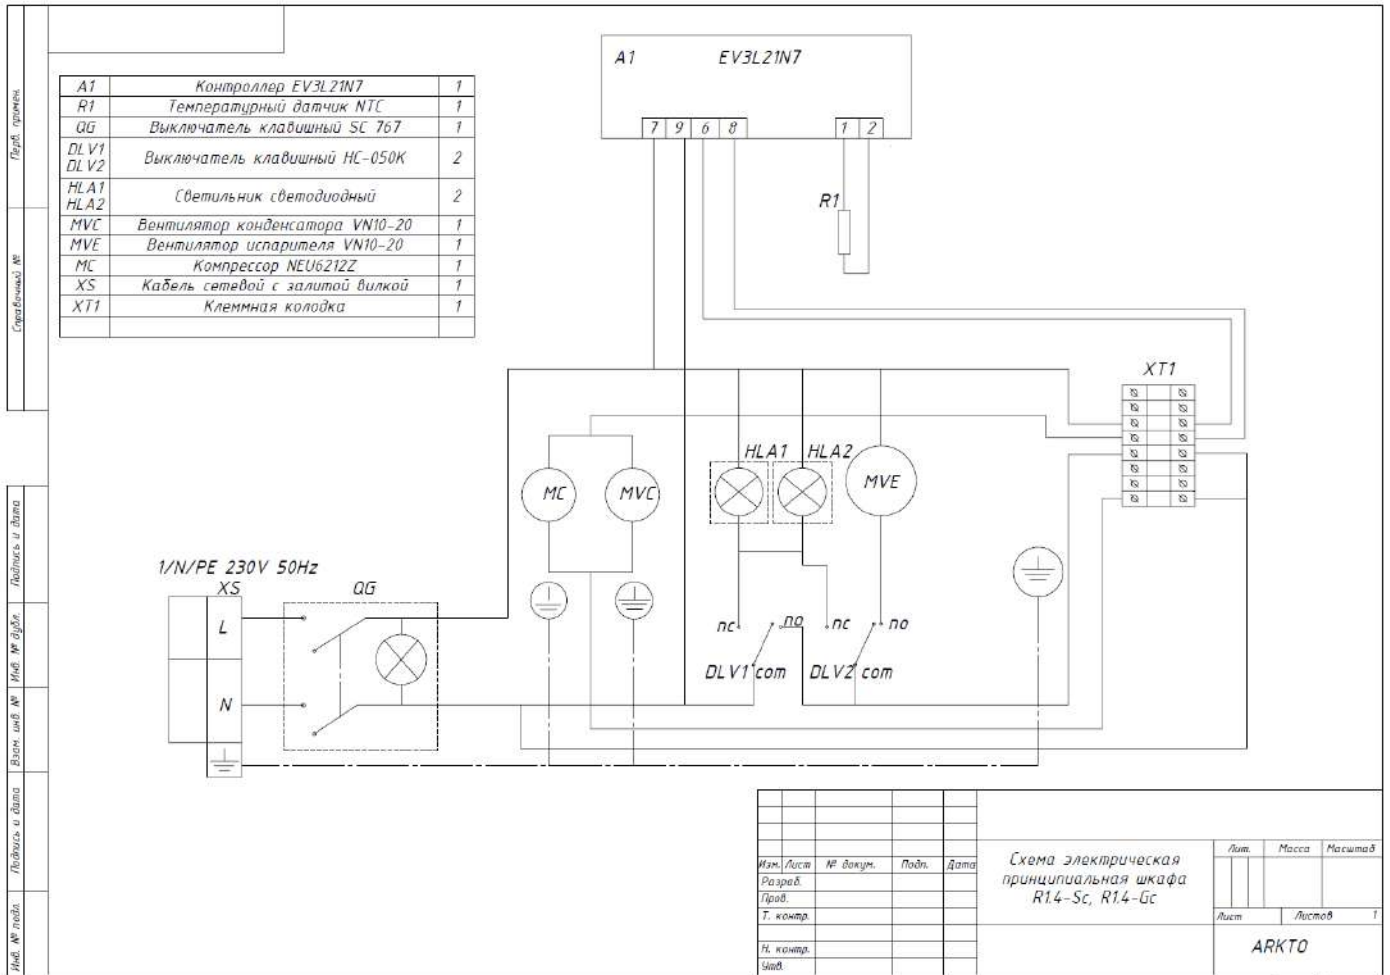 Перв. примен.
Справочный №
Подпись и дата
Инв. № дубл.
Взам. инв. №
Подпись и дата
Инв. № подл.
A1 Контроллер EV3L21N7 1
R1 Температурный датчик NTC 1
QG Выключатель клавишный SC 767 1
DLV1
DLV2 Выключатель клавишный HC-050K 2
HLA1
HLA2 Светильник светодиодный 2
MVC Вентилятор конденсатора VN10-20 1
MVE Вентилятор испарителя VN10-20 1
MC Компрессор NEU6212Z 1
XS Кабель сетевой с залитой вилкой 1
XT1 Клеммная колодка 1
A1 EV3L21N7
7 9 6 8 1 2
R1
XT1
HLA1 HLA2
MC MVC MVE
1/N/PE 230V 50Hz
XS QG
L
N
nc no nc no
DLV1 com DLV2 com
Изм. Лист № докум. Подп. Дата
Разраб.
Пров.
Т. контр.
Н. контр.
Утв.
Схема электрическая
принципиальная шкафа
R1.4-Sc, R1.4-Gc
Лит. Масса Масштаб
Лист Листов 1
ARKTO